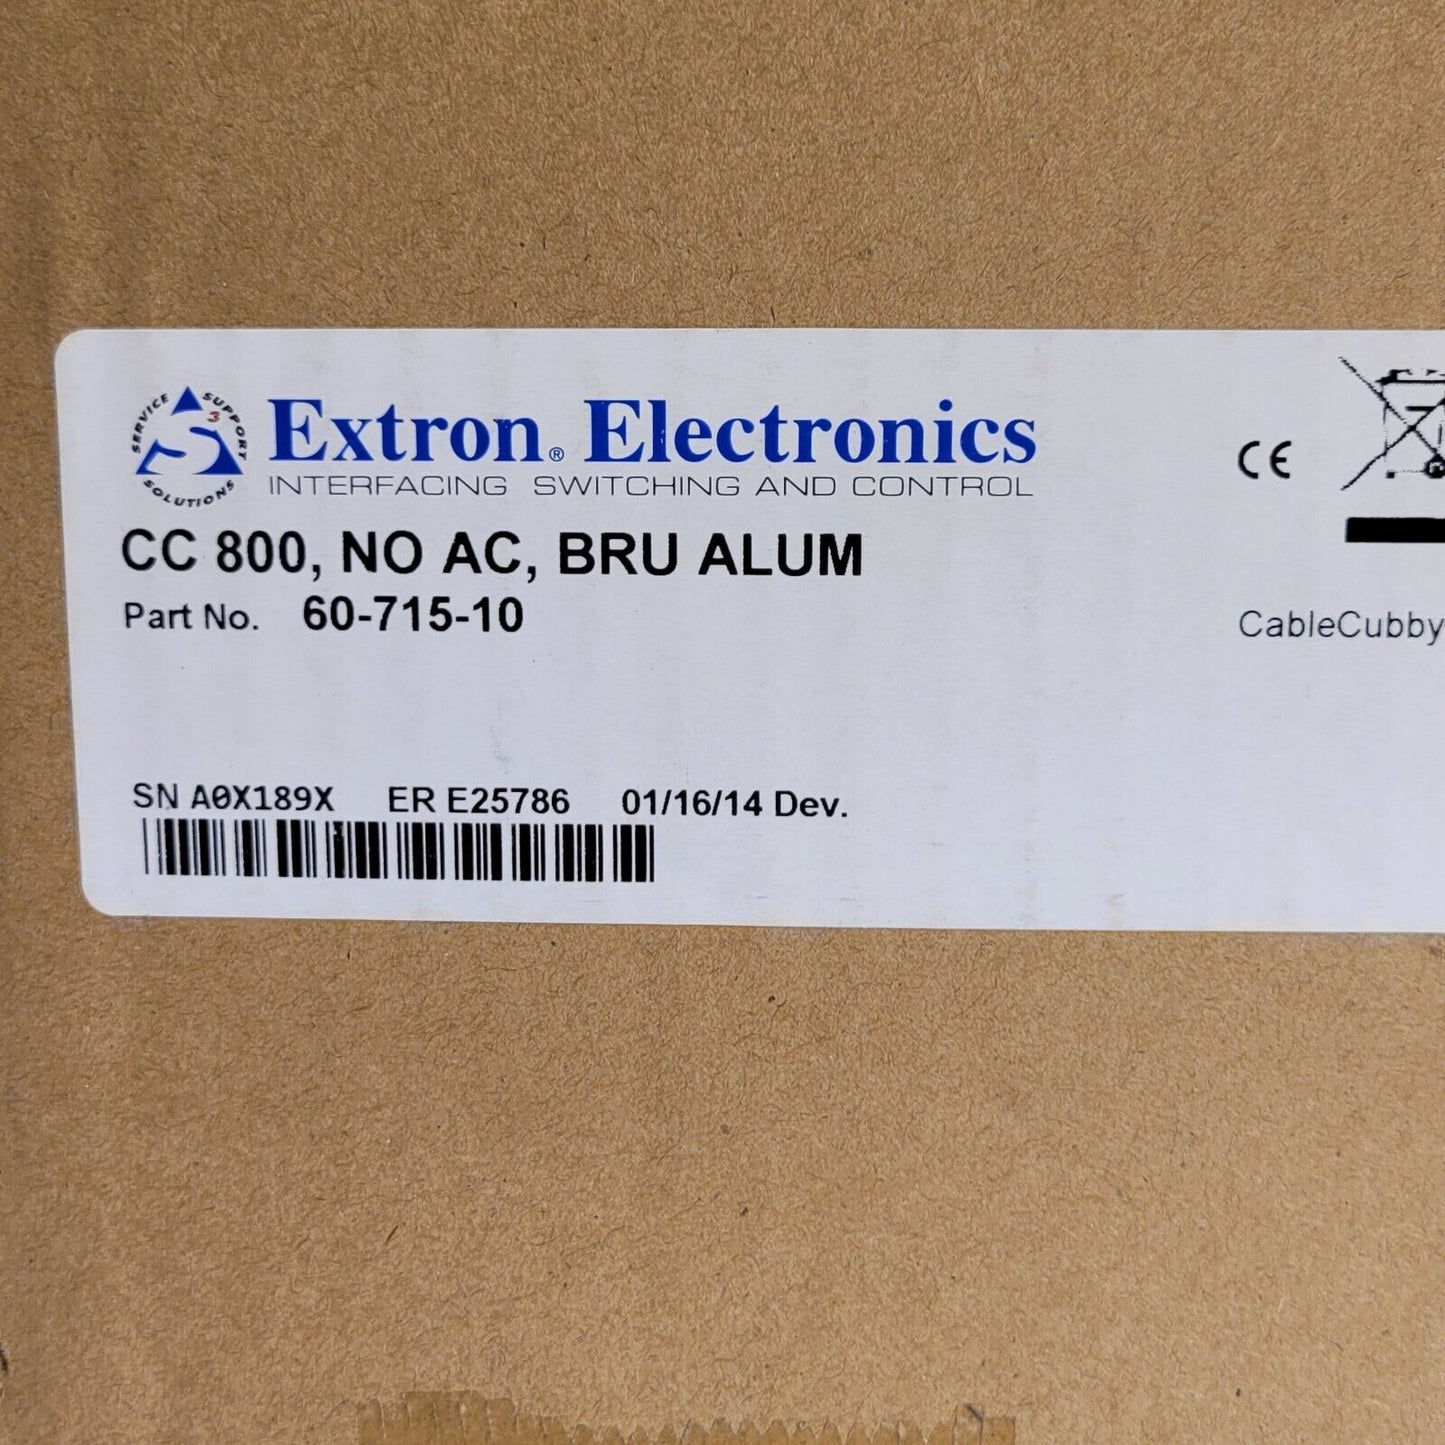 SERVICE SUPPORT SOLUTIONS
S 3
Extron® Electronics
INTERFACING SWITCHING AND CONTROL
CE
CC 800, NO AC, BRU ALUM
Part No. 60-715-10
CableCubby
SN A0X189X ER E25786 01/16/14 Dev.